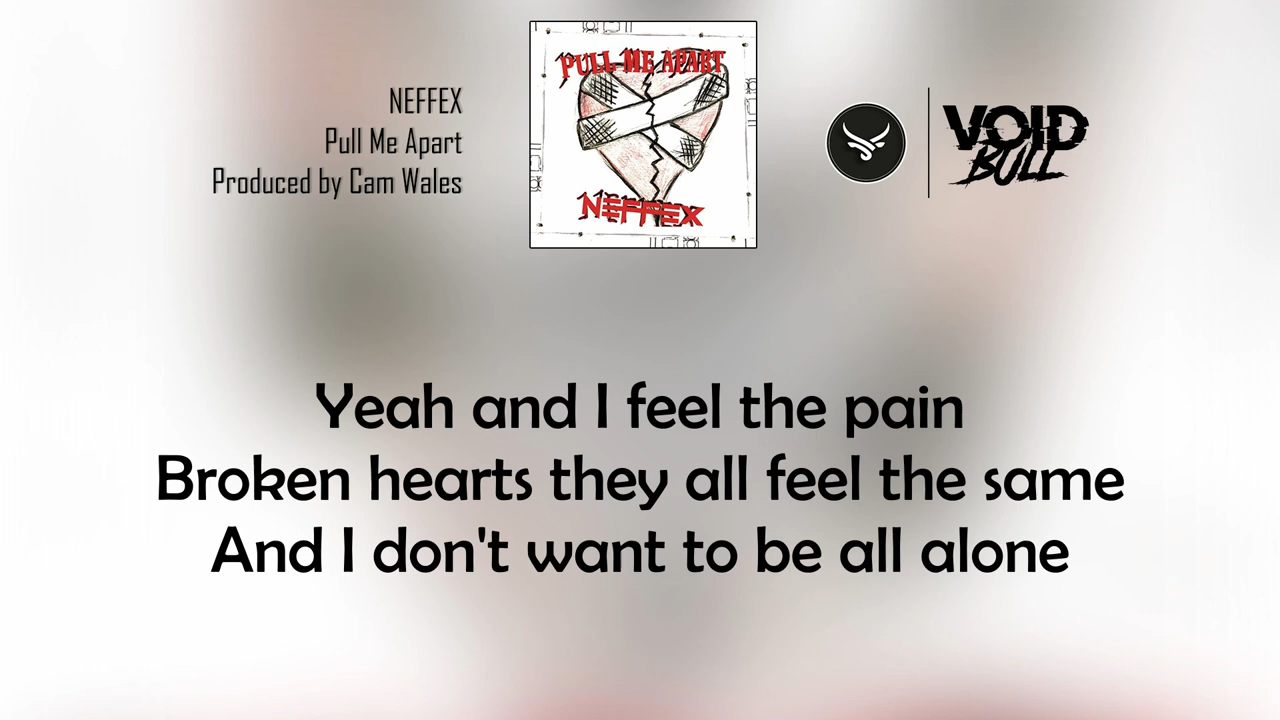 NEFFEX
Pull Me Apart
Produced by Cam Wales
PULL ME APART
NEFFEX
VOID
BULL
Yeah and I feel the pain
Broken hearts they all feel the same
And I don't want to be all alone